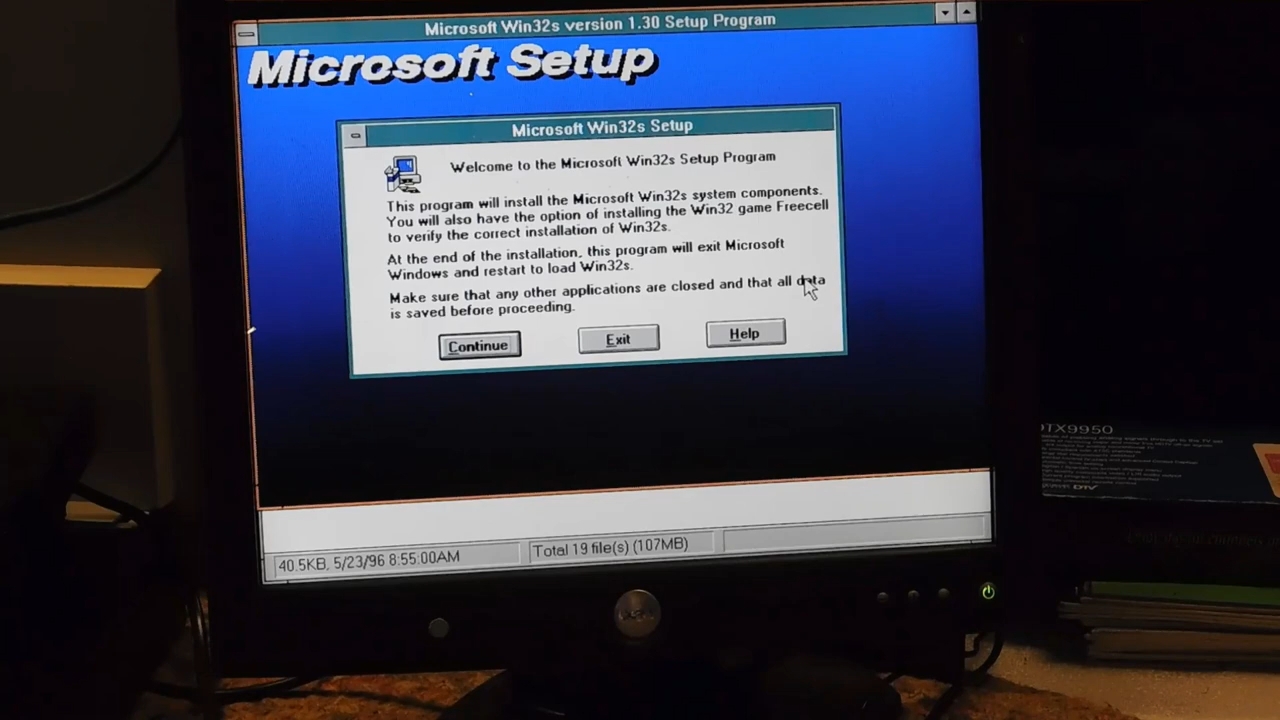 Microsoft Win32s version 1.30 Setup Program
Microsoft Setup
Microsoft Win32s Setup
Welcome to the Microsoft Win32s Setup Program
This program will install the Microsoft Win32s system components.
You will also have the option of installing the Win32 game Freecell
to verify the correct installation of Win32s.
At the end of the installation, this program will exit Microsoft
Windows and restart to load Win32s.
Make sure that any other applications are closed and that all data
is saved before proceeding.
Continue
Exit
Help
40.5KB, 5/23/96 8:55:00AM
Total 19 file(s) (107MB)
DELL
DTX9950
DTV